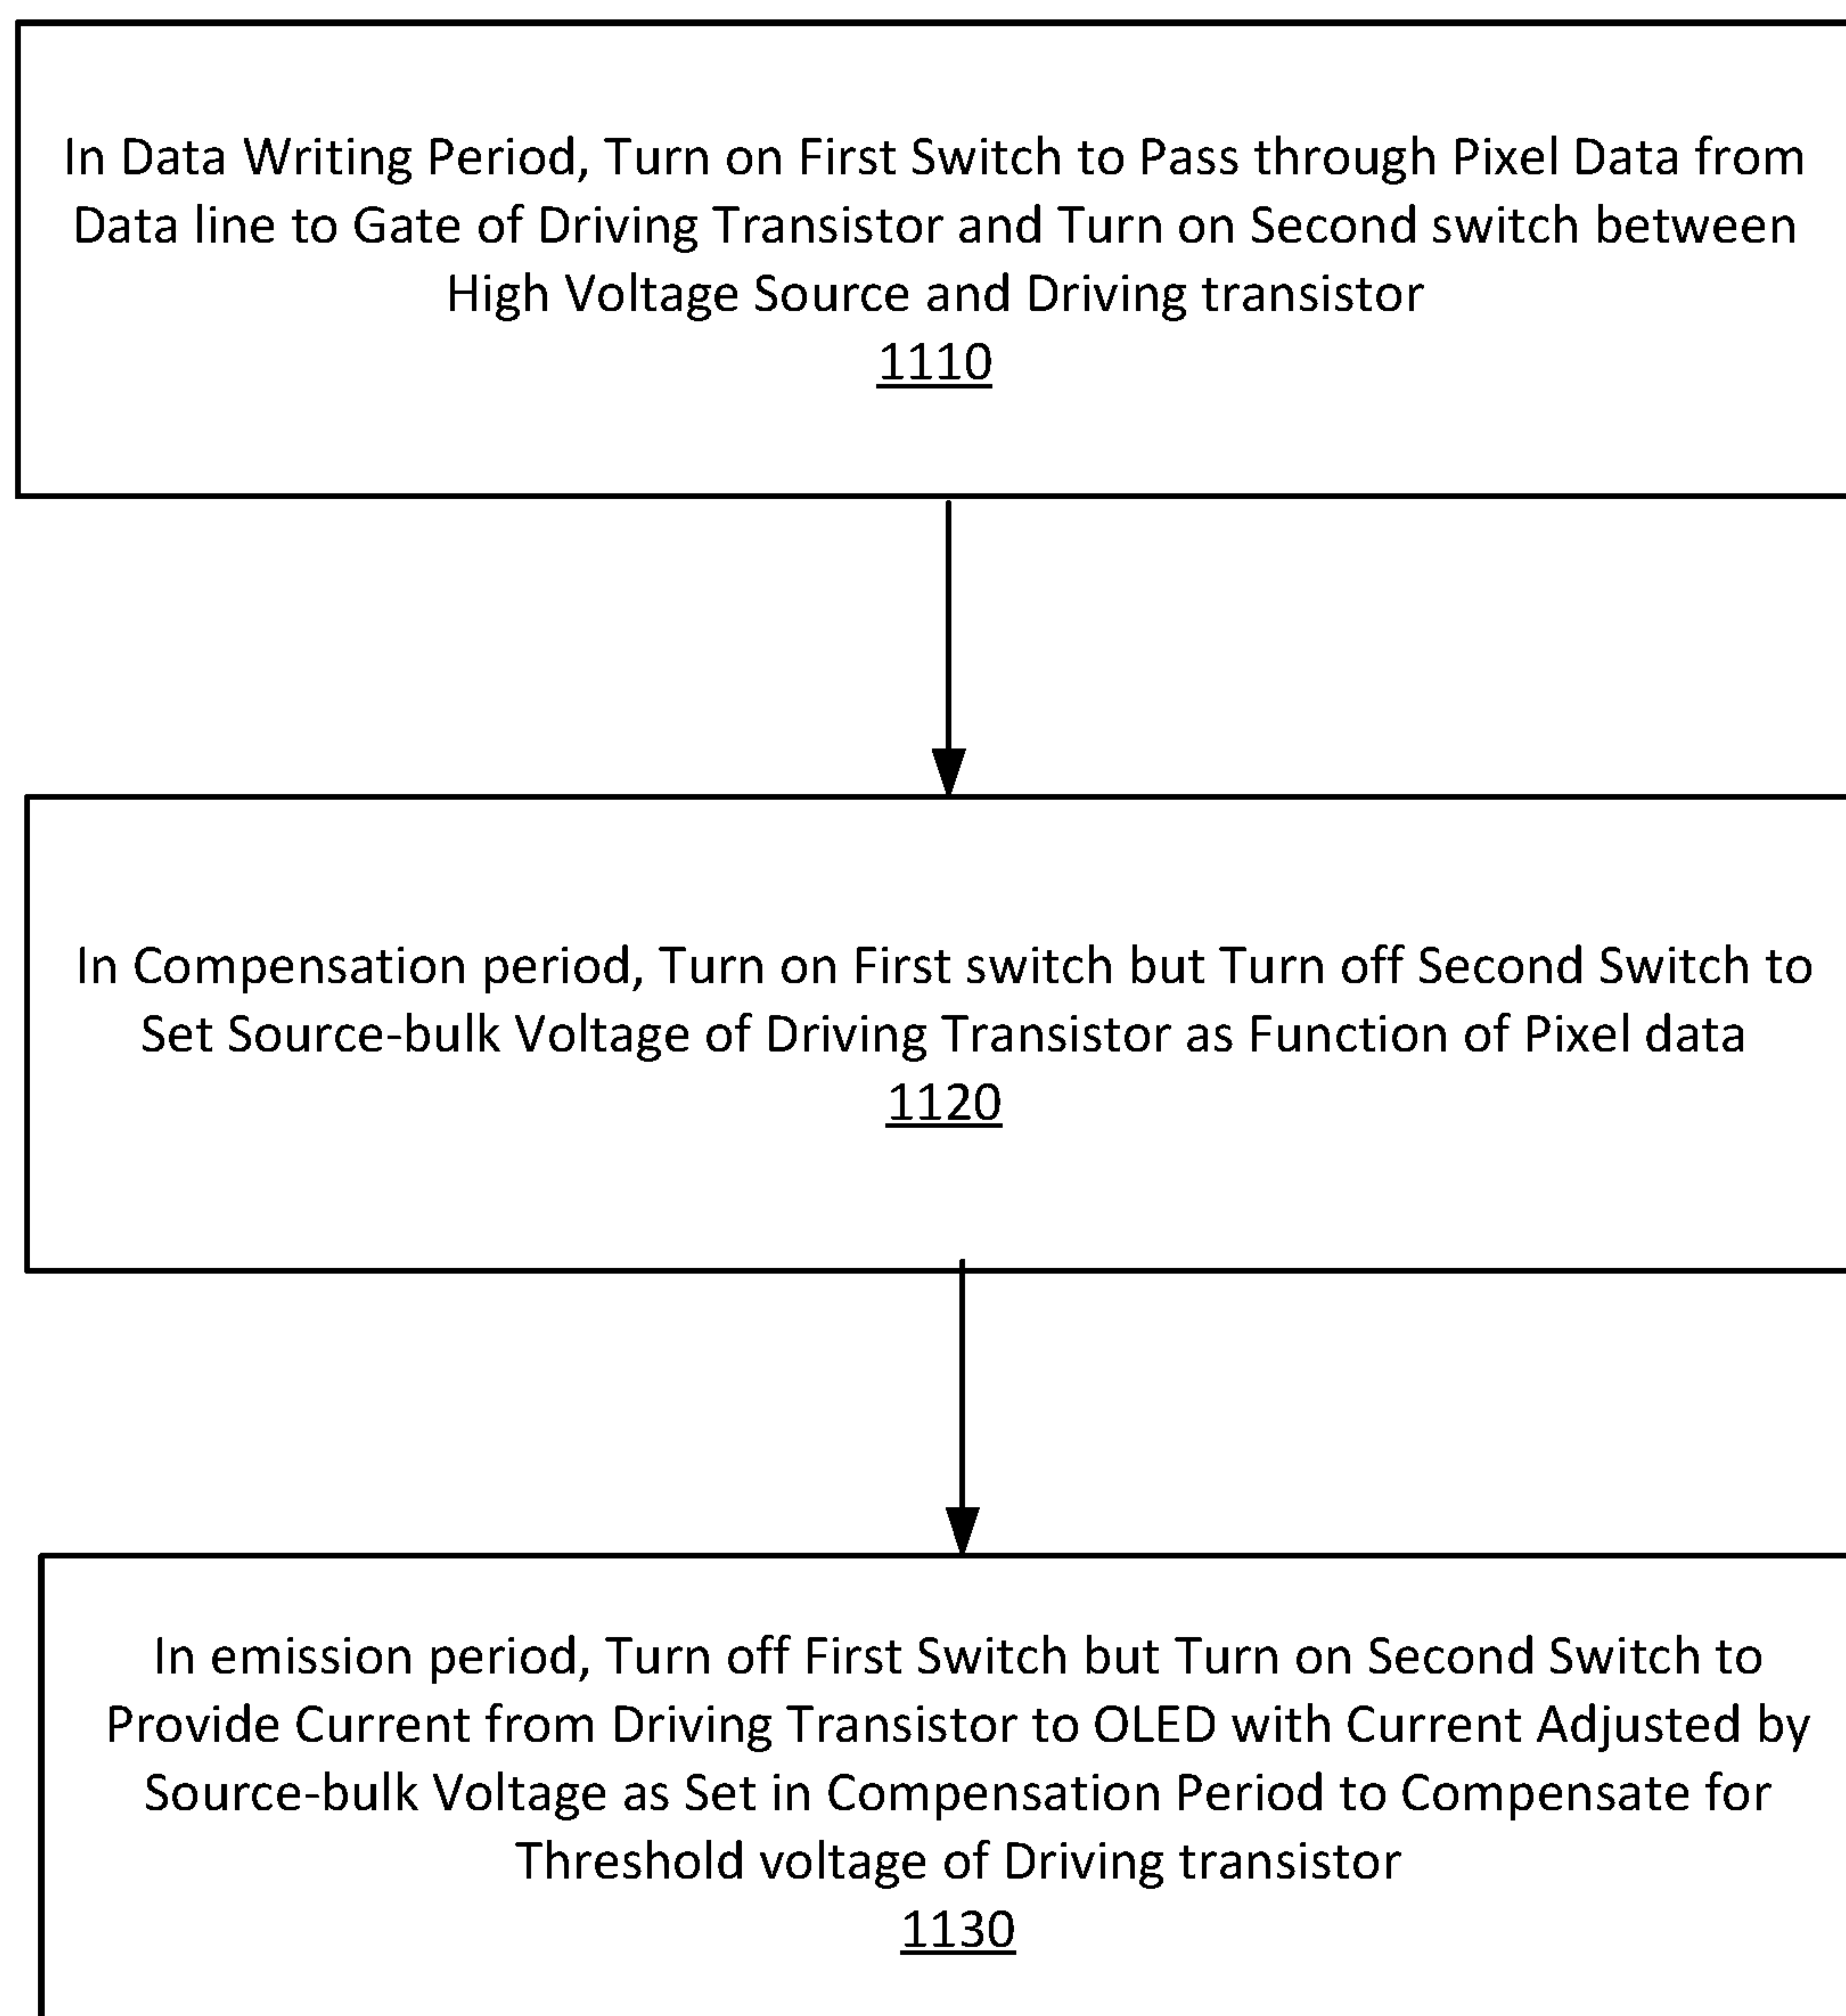 In Data Writing Period, Turn on First Switch to Pass through Pixel Data from
Data line to Gate of Driving Transistor and Turn on Second switch between
High Voltage Source and Driving transistor
1110
In Compensation period, Turn on First switch but Turn off Second Switch to
Set Source-bulk Voltage of Driving Transistor as Function of Pixel data
1120
In emission period, Turn off First Switch but Turn on Second Switch to
Provide Current from Driving Transistor to OLED with Current Adjusted by
Source-bulk Voltage as Set in Compensation Period to Compensate for
Threshold voltage of Driving transistor
1130